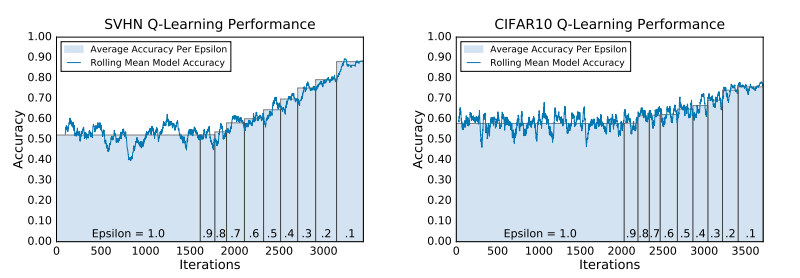 SVHN Q-Learning Performance
Accuracy
1.00
0.90
0.80
0.70
0.60
0.50
0.40
0.30
0.20
0.10
0.00
Average Accuracy Per Epsilon
Rolling Mean Model Accuracy
Epsilon = 1.0 .9 .8 .7 .6 .5 .4 .3 .2 .1
0 500 1000 1500 2000 2500 3000
Iterations
CIFAR10 Q-Learning Performance
Accuracy
1.00
0.90
0.80
0.70
0.60
0.50
0.40
0.30
0.20
0.10
0.00
Average Accuracy Per Epsilon
Rolling Mean Model Accuracy
Epsilon = 1.0 .9 .8 .7 .6 .5 .4 .3 .2 .1
0 500 1000 1500 2000 2500 3000 3500
Iterations